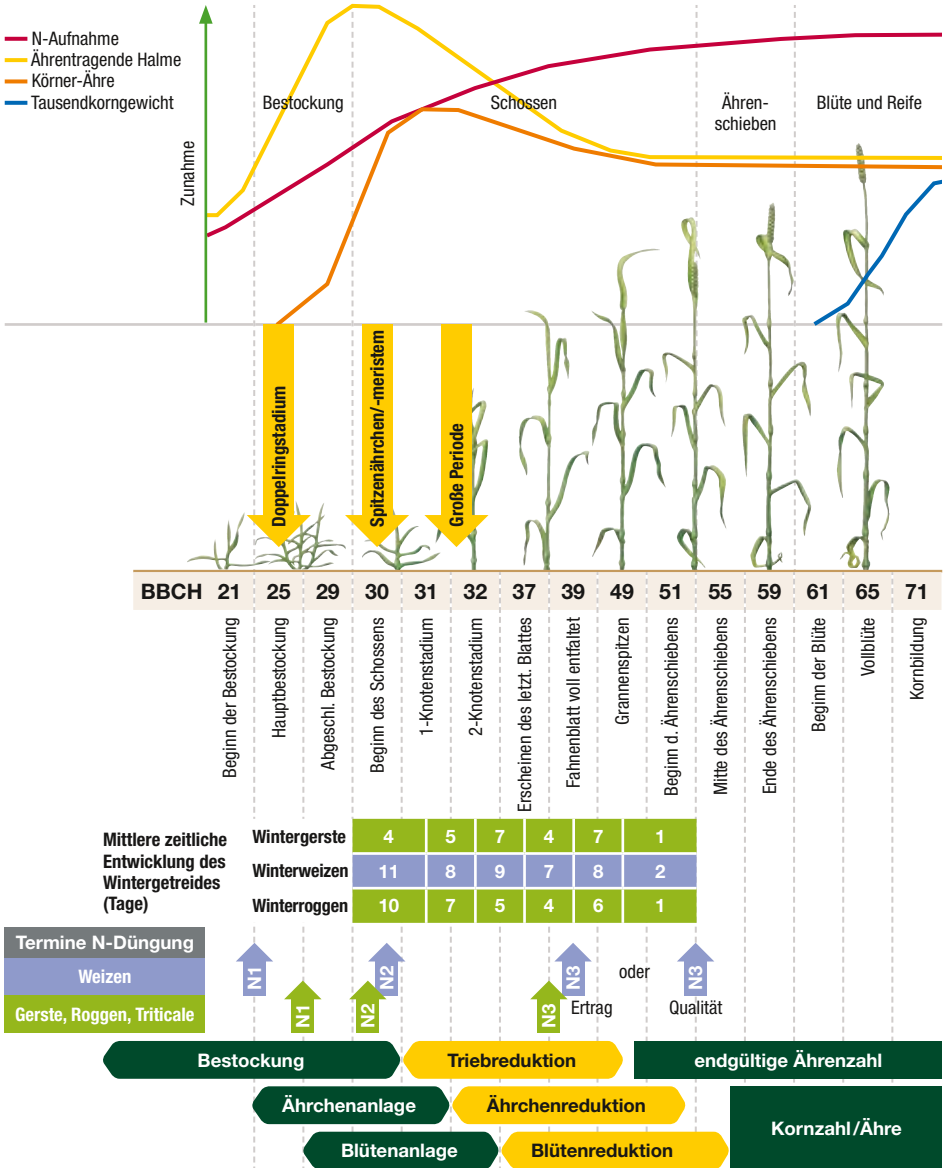 N-Aufnahme
Ährentragende Halme
Körner-Ähre
Tausendkorngewicht
Zunahme
Bestockung
Schossen
Ähren-
schieben
Blüte und Reife
Doppelringstadium
Spitzenährchen/-meristem
Große Periode
BBCH 21 25 29 30 31 32 37 39 49 51 55 59 61 65 71
Beginn der Bestockung
Hauptbestockung
Abgeschl. Bestockung
Beginn des Schossens
1-Knotenstadium
2-Knotenstadium
Erscheinen des letzt. Blattes
Fahnenblatt voll entfaltet
Grannenspitzen
Beginn d. Ährenschiebens
Mitte des Ährenschiebens
Ende des Ährenschiebens
Beginn der Blüte
Vollblüte
Kornbildung
Mittlere zeitliche
Entwicklung des
Wintergetreides
(Tage)
Wintergerste 4 5 7 4 7 1
Winterweizen 11 8 9 7 8 2
Winterroggen 10 7 5 4 6 1
Termine N-Düngung
Weizen
N1 N2 N3 oder N3
Ertrag Qualität
Gerste, Roggen, Triticale
N1 N2 N3
Bestockung Triebreduktion endgültige Ährenzahl
Ährchenanlage Ährchenreduktion
Kornzahl/Ähre
Blütenanlage Blütenreduktion